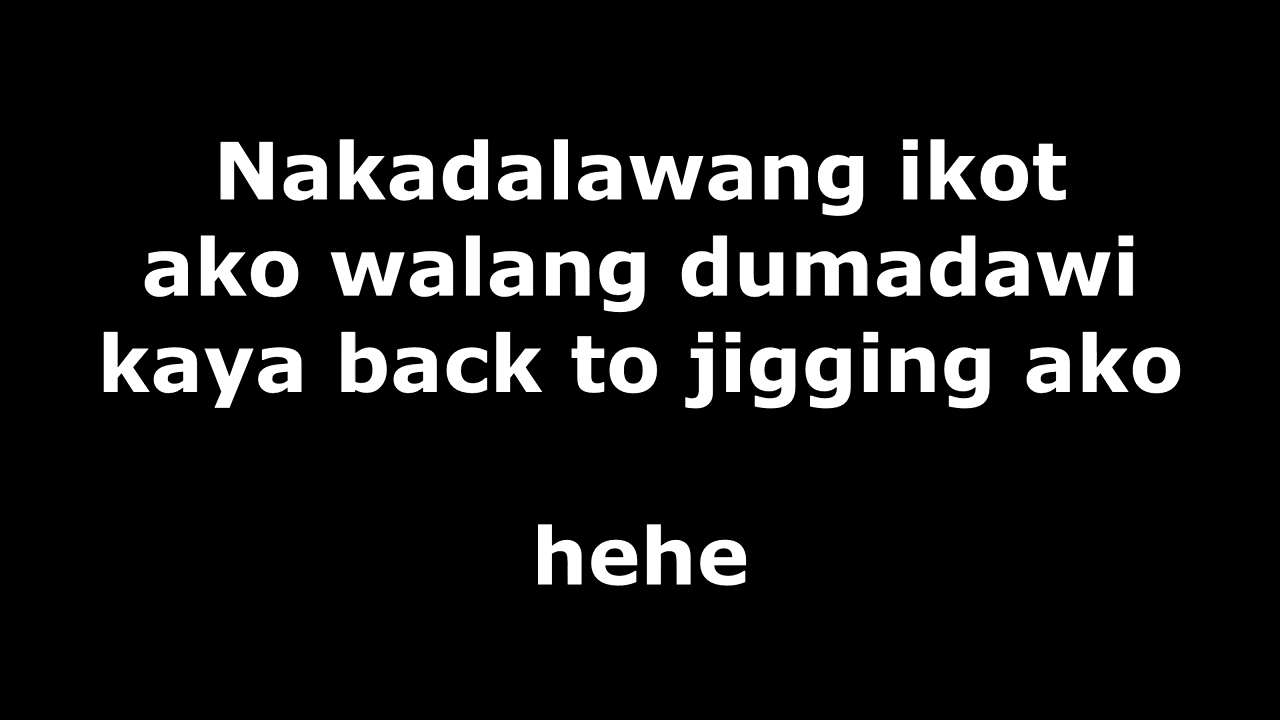 Nakadalawang ikot
ako walang dumadawi
kaya back to jigging ako
hehe